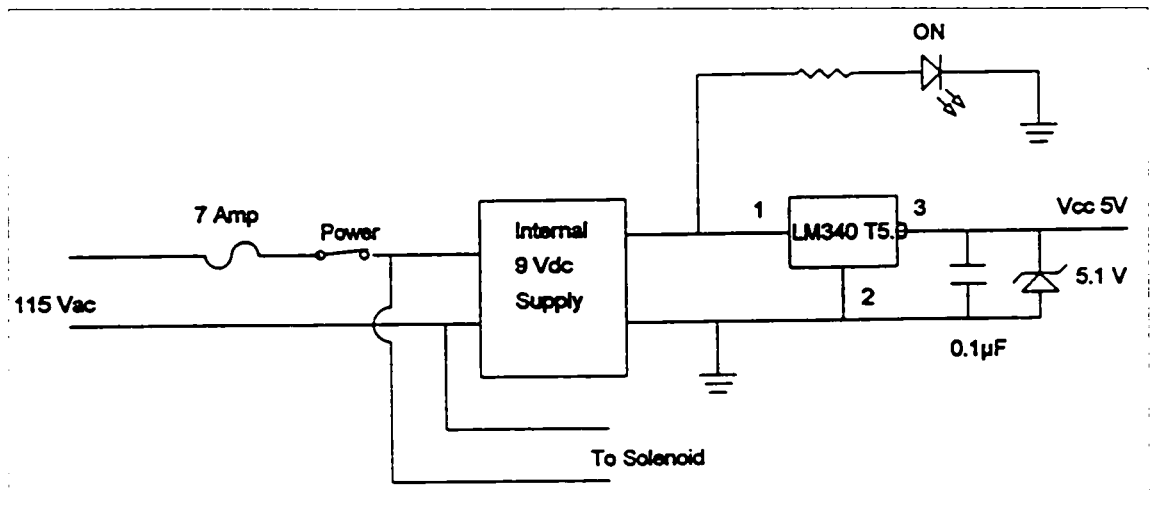 ON
7 Amp
Power
Internal
9 Vdc
Supply
1
LM340 T5.
3
Vcc 5V
2
5.1 V
115 Vac
0.1µF
To Solenoid